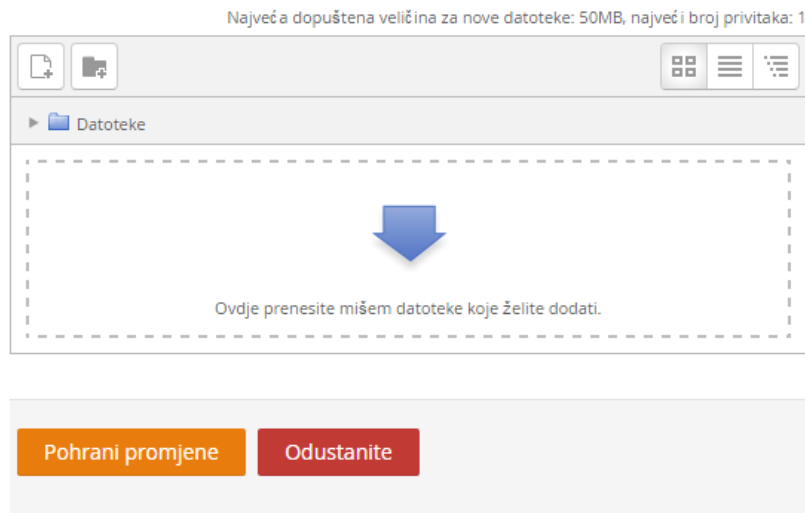 Najveća dopuštena veličina za nove datoteke: 50MB, najveći broj privitaka: 1
Datoteke
Ovdje prenesite mišem datoteke koje želite dodati.
Pohrani promjene
Odustanite